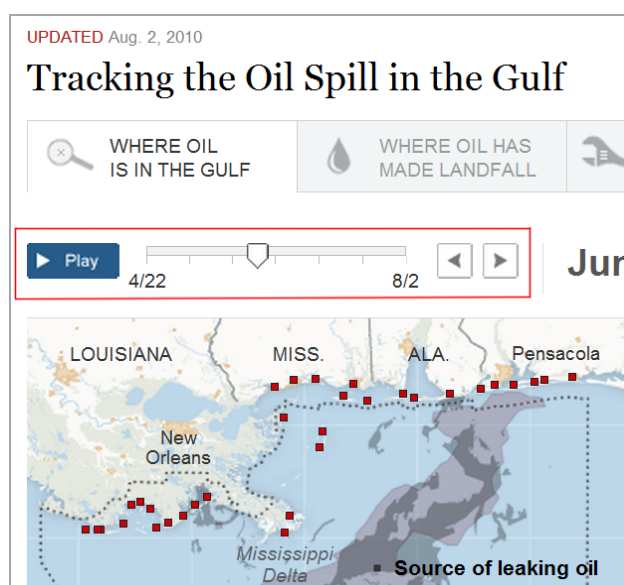 UPDATED Aug. 2, 2010
Tracking the Oil Spill in the Gulf
WHERE OIL
IS IN THE GULF
WHERE OIL HAS
MADE LANDFALL
Play
4/22
8/2
Jun
LOUISIANA
MISS.
ALA.
Pensacola
New
Orleans
Mississippi
Delta
Source of leaking oil